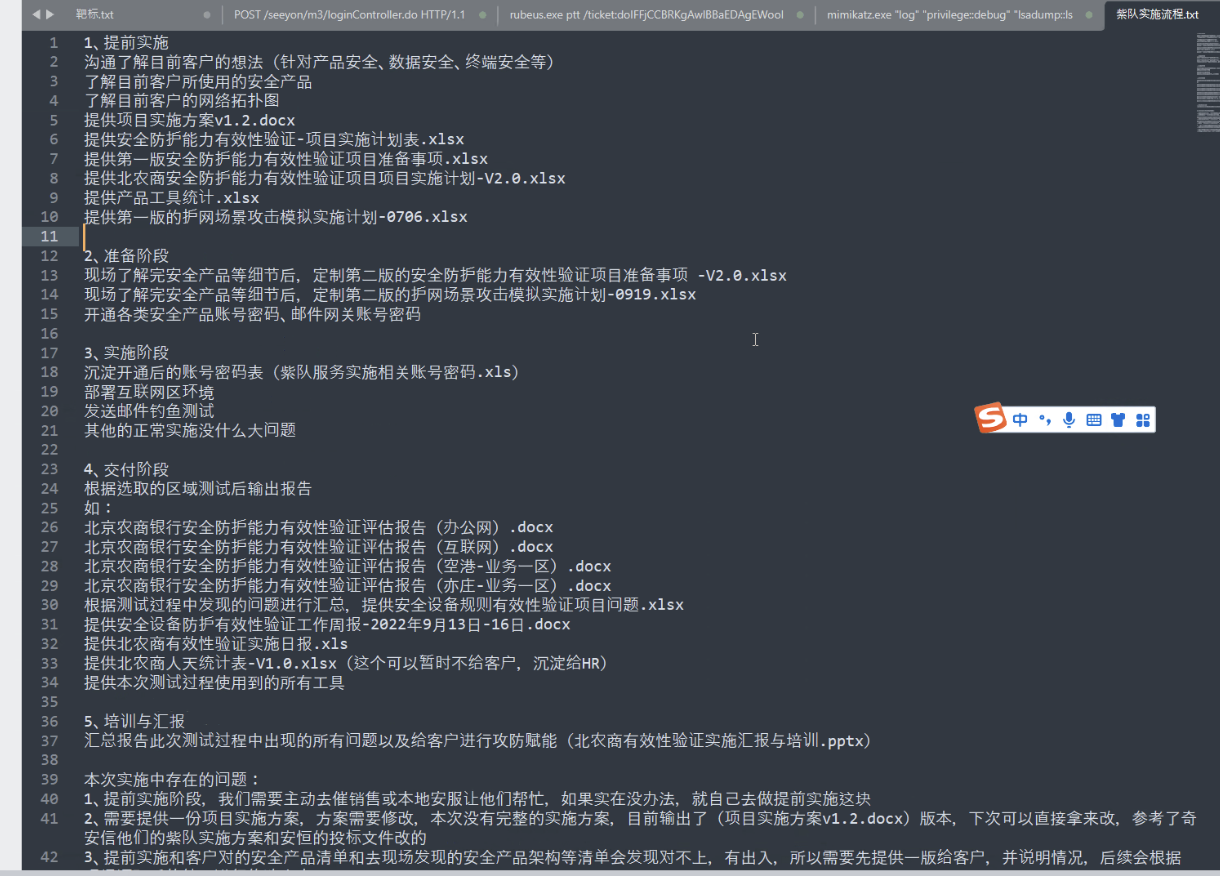 靶标.txt
POST /seeyon/m3/loginController.do HTTP/1.1
rubeus.exe ptt /ticket:doIFFjCCBRKgAwIBBaEDAgEWooI
mimikatz.exe "log" "privilege::debug" "lsadump::ls
紫队实施流程.txt
1 1、提前实施
2 沟通了解目前客户的想法（针对产品安全、数据安全、终端安全等）
3 了解目前客户所使用的安全产品
4 了解目前客户的网络拓扑图
5 提供项目实施方案v1.2.docx
6 提供安全防护能力有效性验证-项目实施计划表.xlsx
7 提供第一版安全防护能力有效性验证项目准备事项.xlsx
8 提供北农商安全防护能力有效性验证项目项目实施计划-V2.0.xlsx
9 提供产品工具统计.xlsx
10 提供第一版的护网场景攻击模拟实施计划-0706.xlsx
11
12 2、准备阶段
13 现场了解完安全产品等细节后，定制第二版的安全防护能力有效性验证项目准备事项 -V2.0.xlsx
14 现场了解完安全产品等细节后，定制第二版的护网场景攻击模拟实施计划-0919.xlsx
15 开通各类安全产品账号密码、邮件网关账号密码
16
17 3、实施阶段
18 沉淀开通后的账号密码表（紫队服务实施相关账号密码.xls）
19 部署互联网区环境
20 发送邮件钓鱼测试
21 其他的正常实施没什么大问题
22
23 4、交付阶段
24 根据选取的区域测试后输出报告
25 如：
26 北京农商银行安全防护能力有效性验证评估报告（办公网）.docx
27 北京农商银行安全防护能力有效性验证评估报告（互联网）.docx
28 北京农商银行安全防护能力有效性验证评估报告（空港-业务一区）.docx
29 北京农商银行安全防护能力有效性验证评估报告（亦庄-业务一区）.docx
30 根据测试过程中发现的问题进行汇总，提供安全设备规则有效性验证项目问题.xlsx
31 提供安全设备防护有效性验证工作周报-2022年9月13日-16日.docx
32 提供北农商有效性验证实施日报.xls
33 提供北农商人天统计表-V1.0.xlsx（这个可以暂时不给客户，沉淀给HR）
34 提供本次测试过程使用到的所有工具
35
36 5、培训与汇报
37 汇总报告此次测试过程中出现的所有问题以及给客户进行攻防赋能（北农商有效性验证实施汇报与培训.pptx）
38
39 本次实施中存在的问题：
40 1、提前实施阶段，我们需要主动去催销售或本地安服让他们帮忙，如果实在没办法，就自己去做提前实施这块
41 2、需要提供一份项目实施方案，方案需要修改，本次没有完整的实施方案，目前输出了（项目实施方案v1.2.docx）版本，下次可以直接拿来改，参考了奇
安信他们的紫队实施方案和安恒的投标文件改的
42 3、提前实施和客户对的安全产品清单和去现场发现的安全产品架构等清单会发现对不上，有出入，所以需要先提供一版给客户，并说明情况，后续会根据
S 中